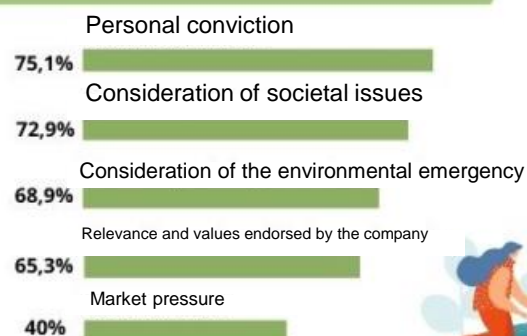 Personal conviction
75,1%
Consideration of societal issues
72,9%
Consideration of the environmental emergency
68,9%
Relevance and values endorsed by the company
65,3%
Market pressure
40%